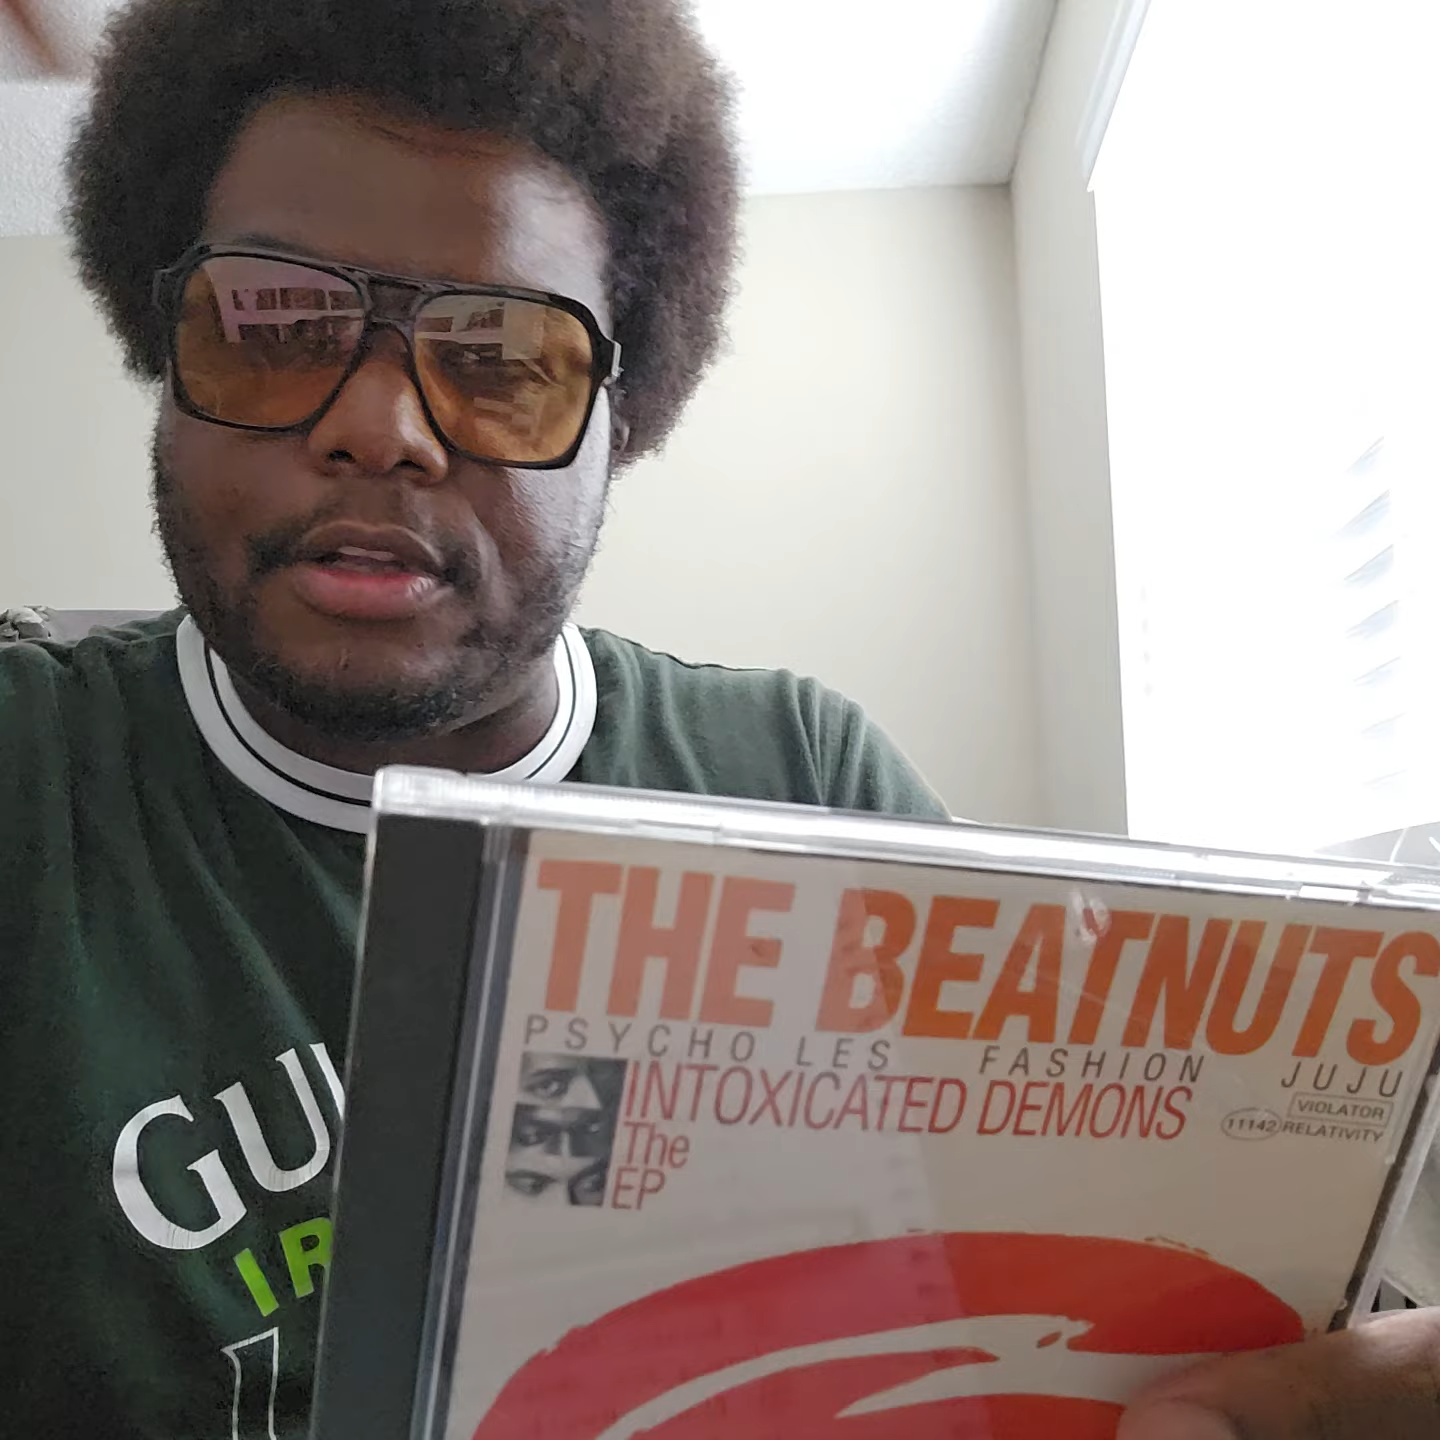 THE BEATNUTS
PSYCHO LES FASHION JUJU
INTOXICATED DEMONS
The
EP
VIOLATOR
11142 RELATIVITY
GU
IR